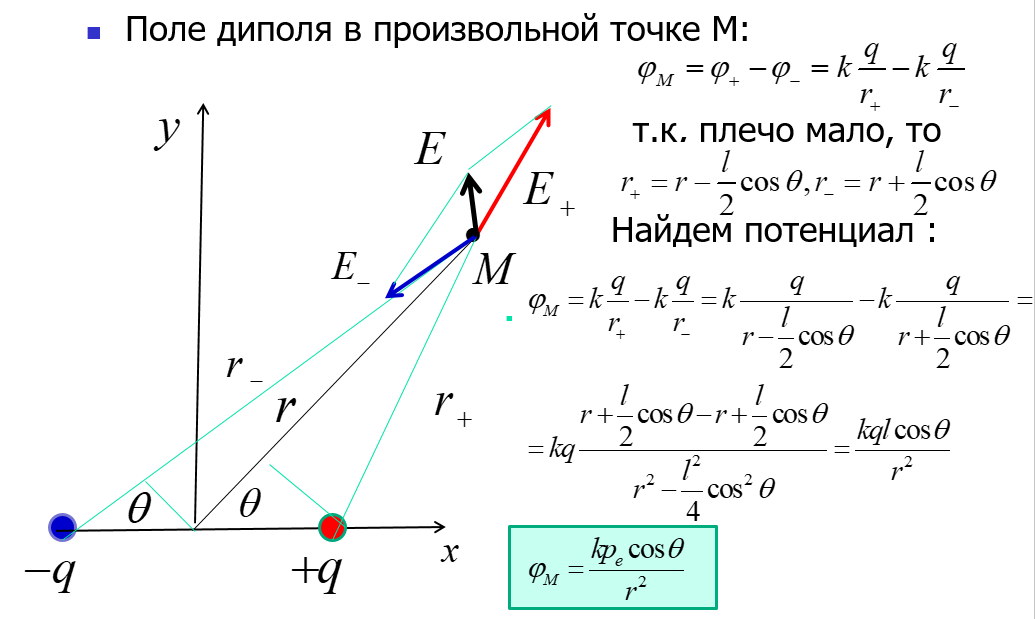 Поле диполя в произвольной точке M:
φ_M = φ_+ − φ_− = k q/r_+ − k q/r_−
т.к. плечо мало, то
r_+ = r − l/2 cos θ, r_− = r + l/2 cos θ
Найдем потенциал :
φ_M = k q/r_+ − k q/r_− = k q/(r − l/2 cos θ) − k q/(r + l/2 cos θ) =
= kq (r + l/2 cos θ − r + l/2 cos θ)/(r² − l²/4 cos² θ) = kql cos θ/r²
φ_M = kp_e cos θ/r²
y
E
E_+
E_−
M
r_−
r
r_+
θ
θ
−q
+q
x